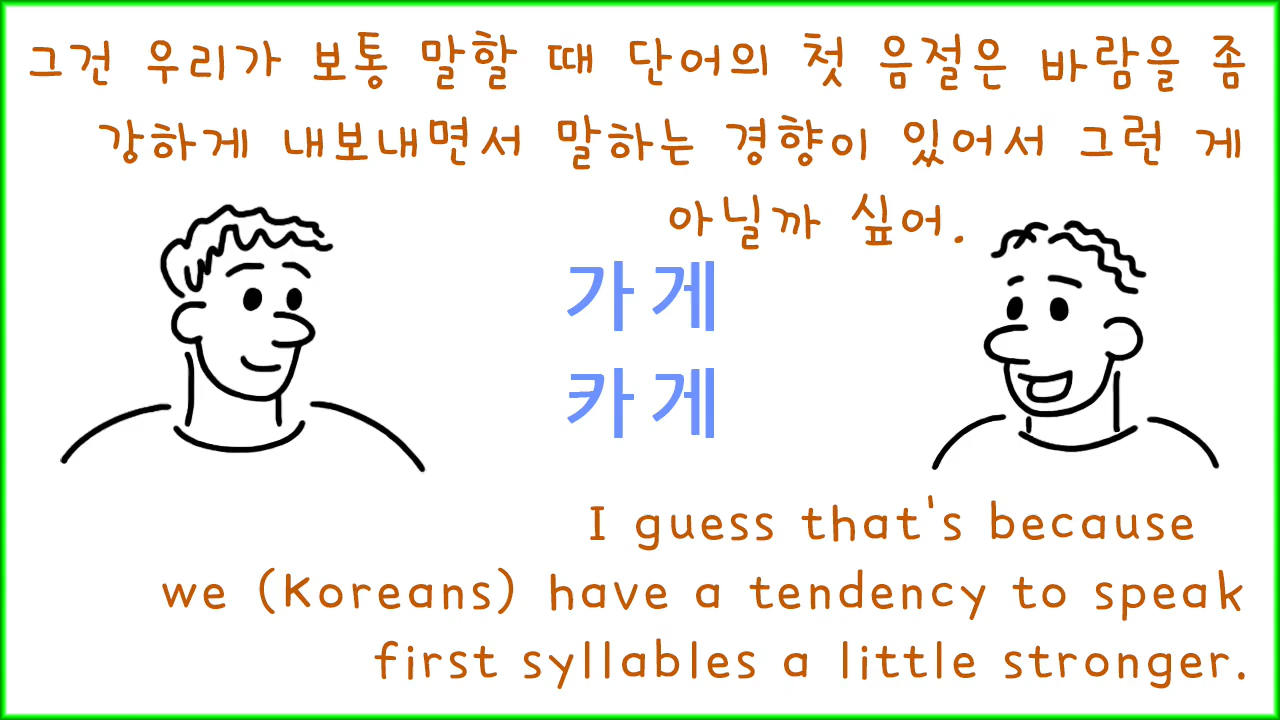 그건 우리가 보통 말할 때 단어의 첫 음절은 바람을 좀
강하게 내보내면서 말하는 경향이 있어서 그런 게
아닐까 싶어.
가게
카게
I guess that's because
we (Koreans) have a tendency to speak
first syllables a little stronger.